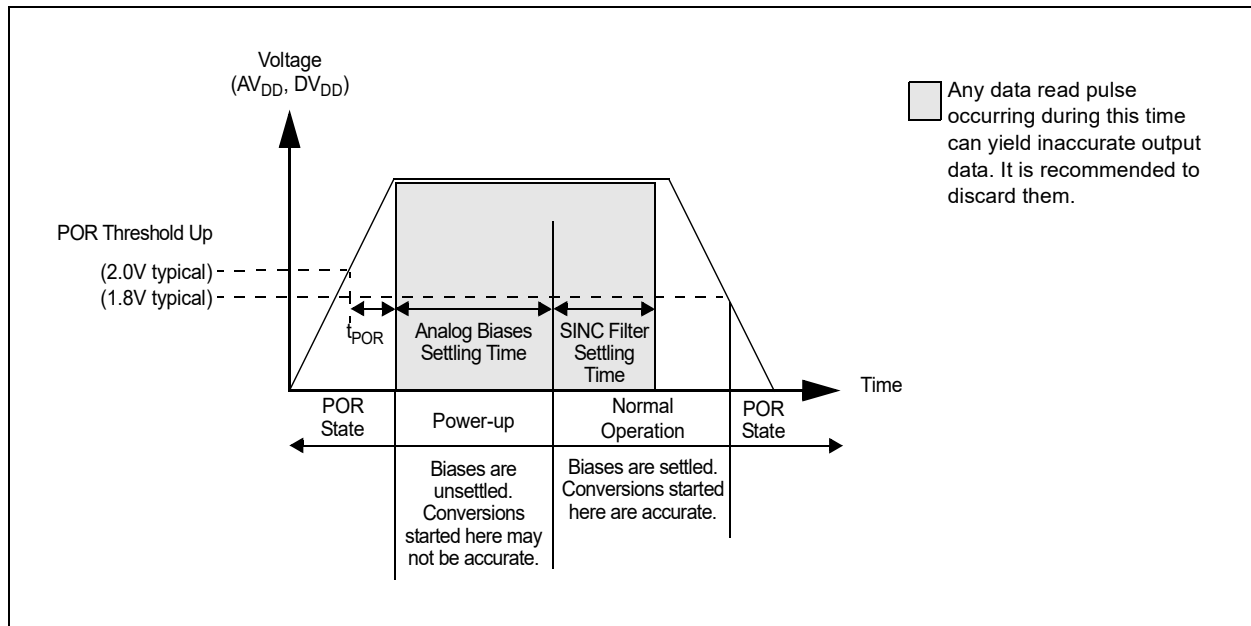 Voltage
(AVDD, DVDD)
Any data read pulse
occurring during this time
can yield inaccurate output
data. It is recommended to
discard them.
POR Threshold Up
(2.0V typical)
(1.8V typical)
tPOR
Analog Biases
Settling Time
SINC Filter
Settling
Time
Time
POR
State
Power-up
Normal
Operation
POR
State
Biases are
unsettled.
Conversions
started here may
not be accurate.
Biases are settled.
Conversions started
here are accurate.